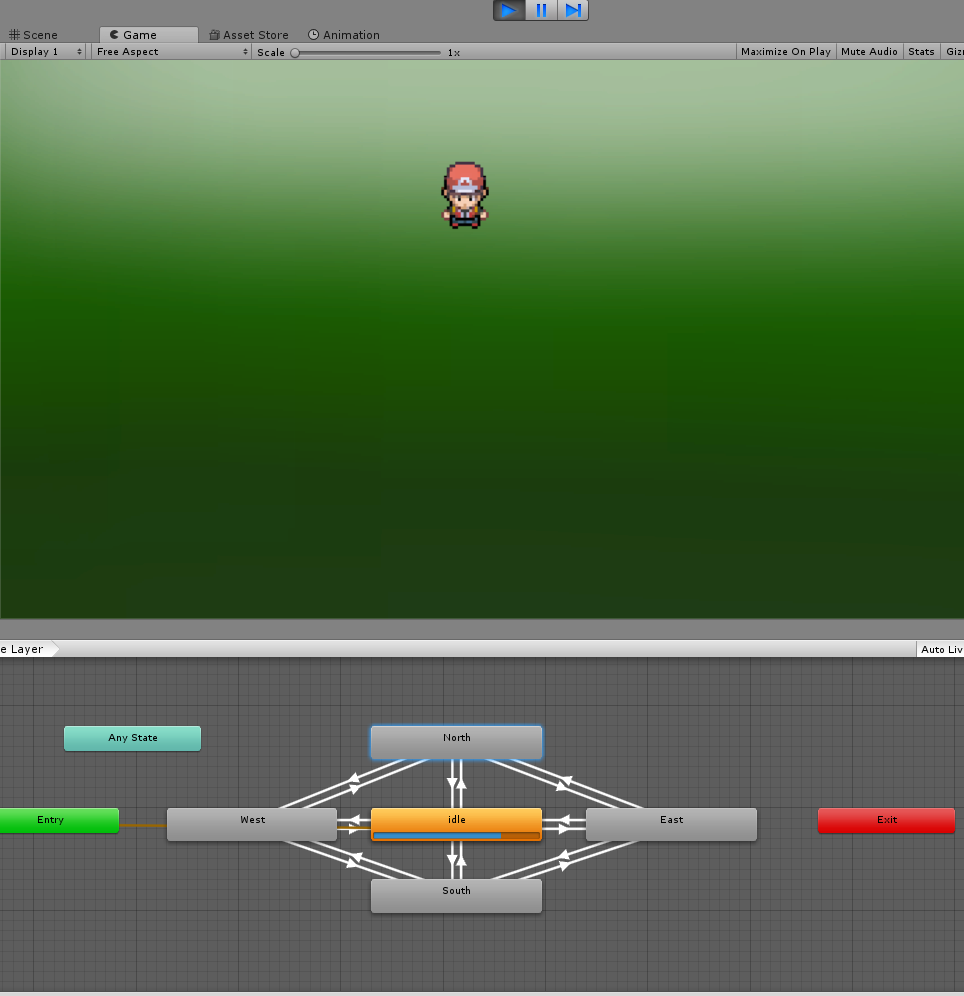 Scene Game Asset Store Animation
Display 1 Free Aspect Scale 1x Maximize On Play Mute Audio Stats Giz
e Layer Auto Liv
Any State
North
Entry
West
idle
East
Exit
South